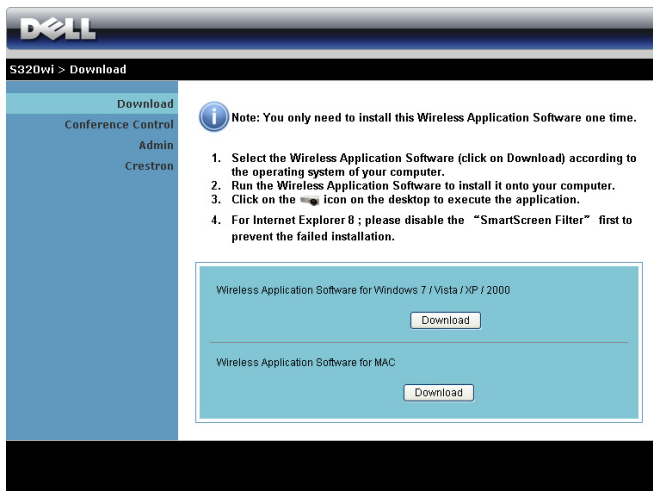 DELL
S320wi > Download
Download
Conference Control
Admin
Crestron
Note: You only need to install this Wireless Application Software one time.
1. Select the Wireless Application Software (click on Download) according to
the operating system of your computer.
2. Run the Wireless Application Software to install it onto your computer.
3. Click on the icon on the desktop to execute the application.
4. For Internet Explorer 8 ; please disable the “SmartScreen Filter” first to
prevent the failed installation.
Wireless Application Software for Windows 7 / Vista / XP / 2000
Download
Wireless Application Software for MAC
Download